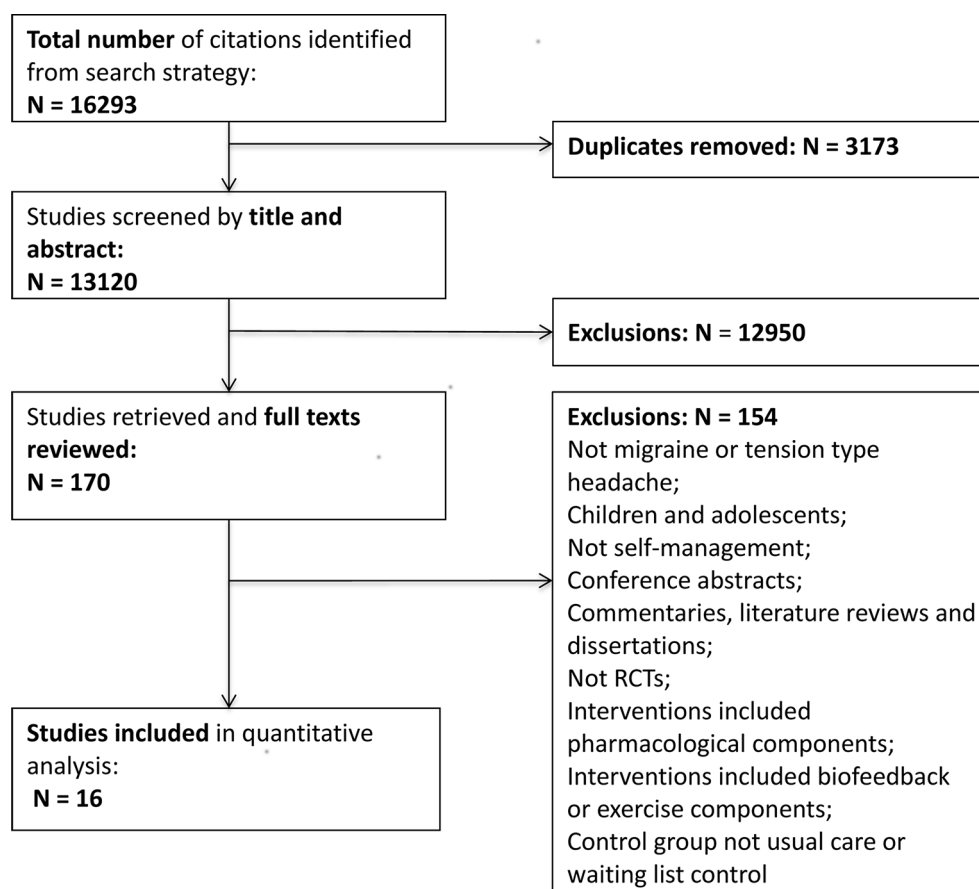 Total number of citations identified
from search strategy:
N = 16293
Duplicates removed: N = 3173
Studies screened by title and
abstract:
N = 13120
Exclusions: N = 12950
Studies retrieved and full texts
reviewed:
N = 170
Exclusions: N = 154
Not migraine or tension type
headache;
Children and adolescents;
Not self-management;
Conference abstracts;
Commentaries, literature reviews and
dissertations;
Not RCTs;
Interventions included
pharmacological components;
Interventions included biofeedback
or exercise components;
Control group not usual care or
waiting list control
Studies included in quantitative
analysis:
N = 16